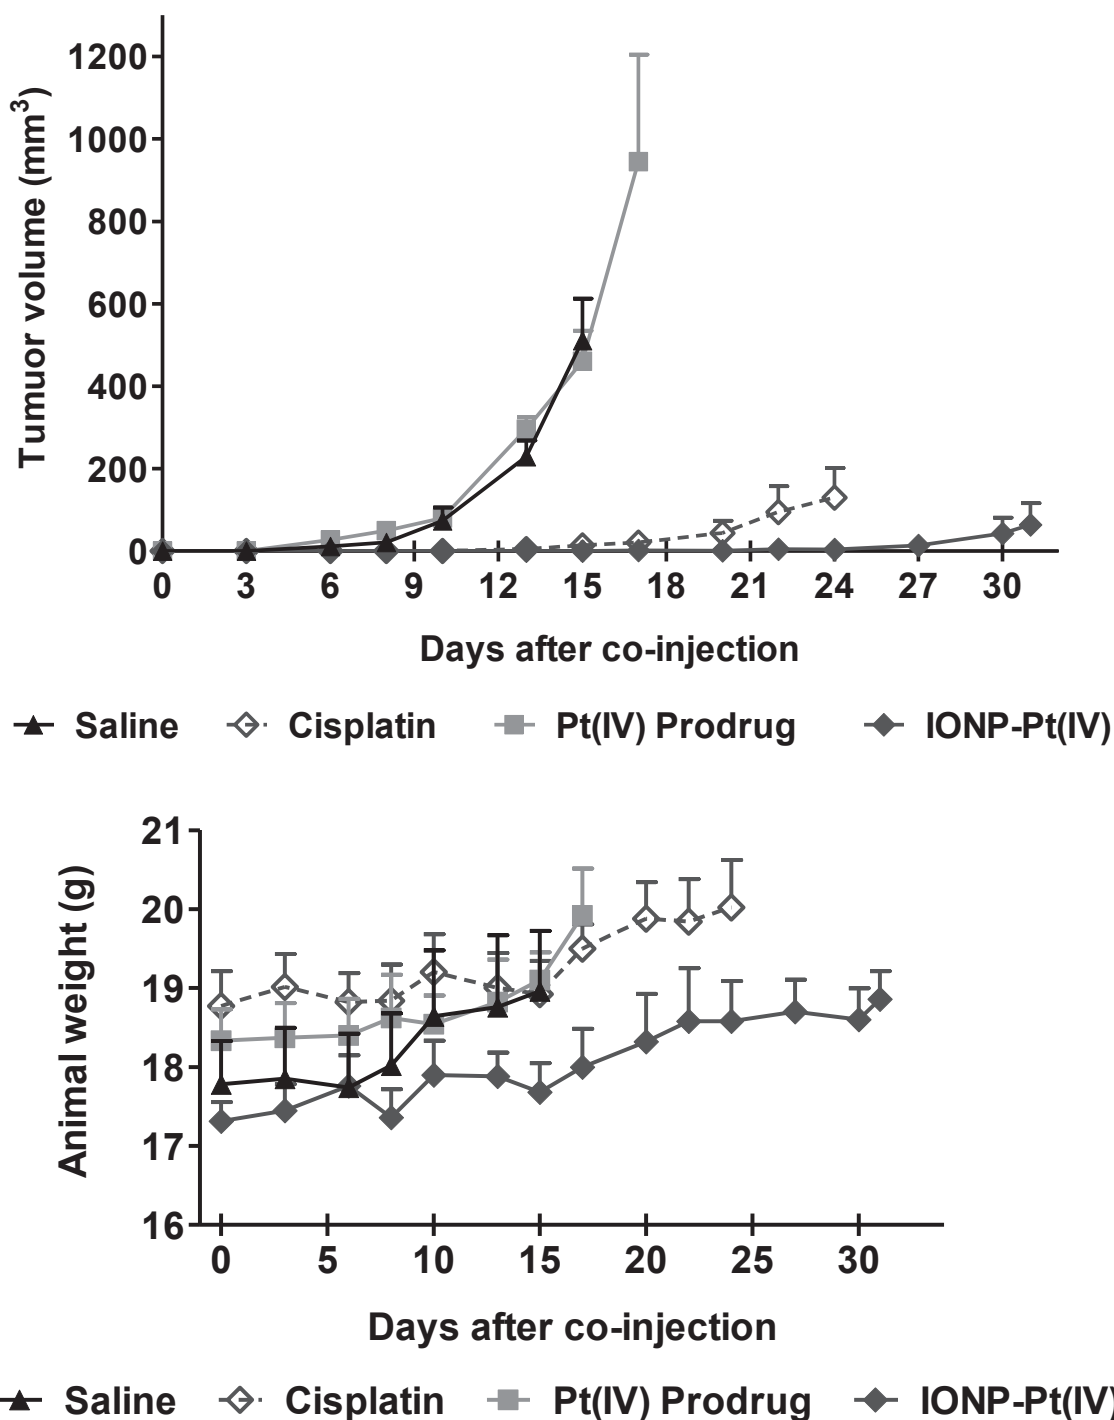 1200
1000
800
600
400
200
0
Tumuor volume (mm³)
0 3 6 9 12 15 18 21 24 27 30
Days after co-injection
Saline Cisplatin Pt(IV) Prodrug IONP-Pt(IV)
21
20
19
18
17
16
Animal weight (g)
0 5 10 15 20 25 30
Days after co-injection
Saline Cisplatin Pt(IV) Prodrug IONP-Pt(IV)